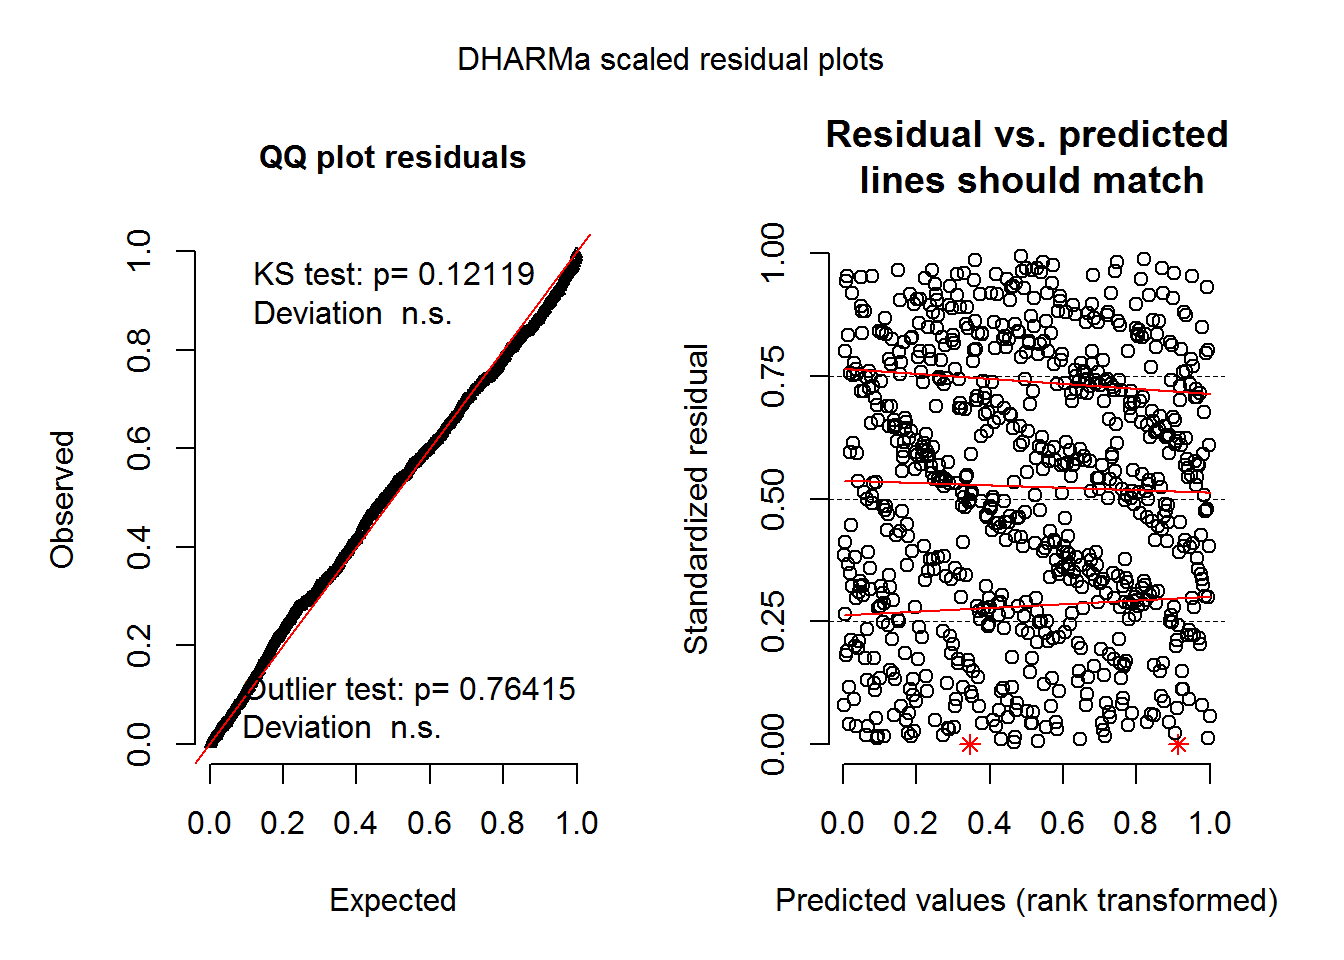 DHARMa scaled residual plots
QQ plot residuals
KS test: p= 0.12119
Deviation  n.s.
Outlier test: p= 0.76415
Deviation  n.s.
Observed
0.0 0.2 0.4 0.6 0.8 1.0
0.0 0.2 0.4 0.6 0.8 1.0
Expected
Residual vs. predicted
lines should match
Standardized residual
0.00 0.25 0.50 0.75 1.00
0.0 0.2 0.4 0.6 0.8 1.0
Predicted values (rank transformed)